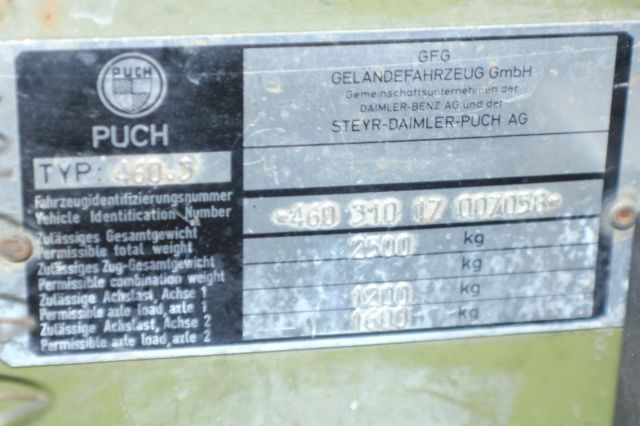 GFG
GELÄNDEFAHRZEUG GmbH
Gemeinschaftsunternehmen der
DAIMLER-BENZ AG und der
STEYR-DAIMLER-PUCH AG
PUCH
PUCH
TYP: 460.3
Fahrzeugidentifizierungsnummer
Vehicle Identification Number
-460 310 17 007058-
Zulässiges Gesamtgewicht
Permissible total weight
2500 kg
Zulässiges Zug-Gesamtgewicht
Permissible combination weight
kg
Zulässige Achslast, Achse 1
Permissible axle load, axle 1
1200 kg
Zulässige Achslast, Achse 2
Permissible axle load, axle 2
1600 kg